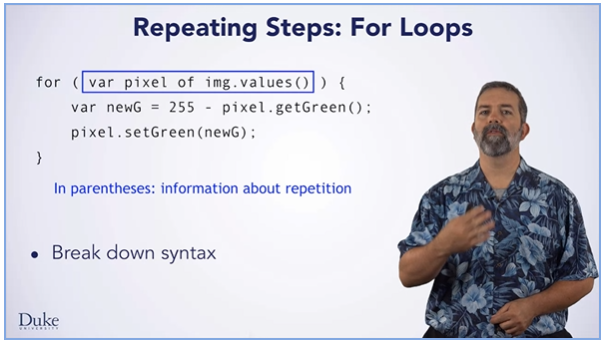 Repeating Steps: For Loops
for ( var pixel of img.values() ) {
var newG = 255 - pixel.getGreen();
pixel.setGreen(newG);
}
In parentheses: information about repetition
• Break down syntax
Duke
UNIVERSITY